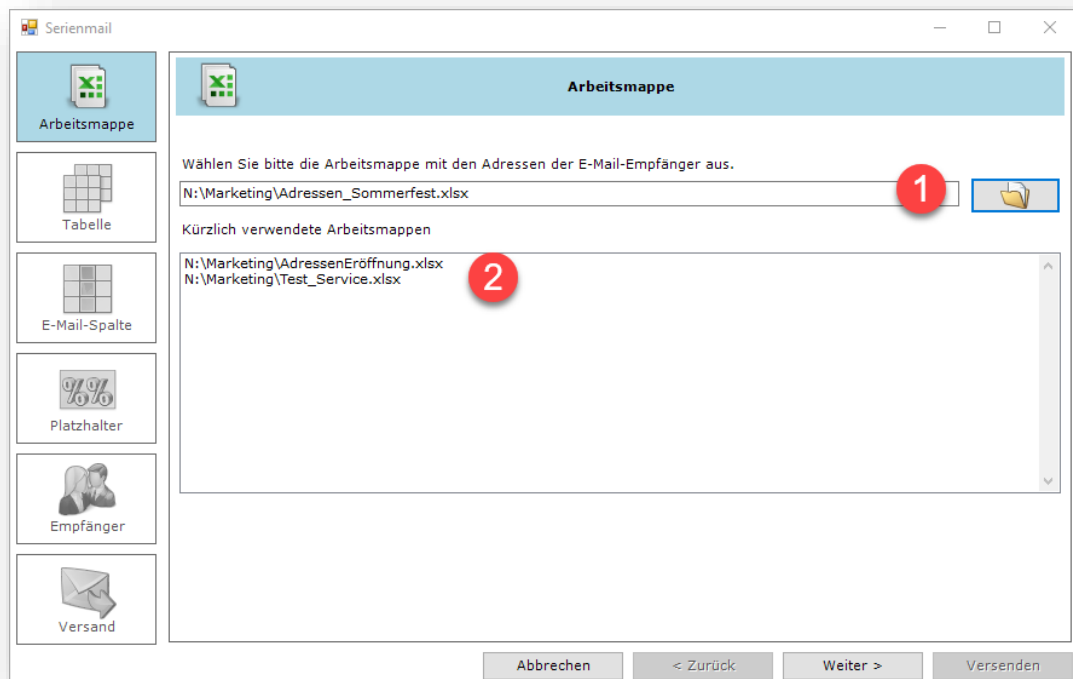 Serienmail
Arbeitsmappe
Tabelle
E-Mail-Spalte
Platzhalter
Empfänger
Versand
Arbeitsmappe
Wählen Sie bitte die Arbeitsmappe mit den Adressen der E-Mail-Empfänger aus.
N:\Marketing\Adressen_Sommerfest.xlsx
1
Kürzlich verwendete Arbeitsmappen
N:\Marketing\AdressenEröffnung.xlsx
N:\Marketing\Test_Service.xlsx
2
Abbrechen
< Zurück
Weiter >
Versenden